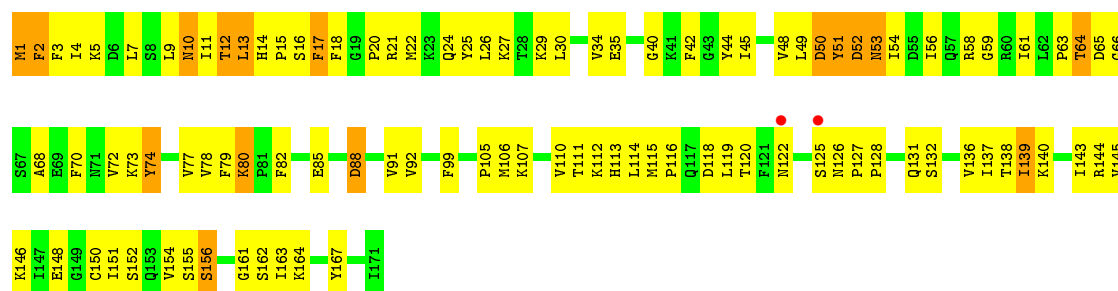 M1 F2 F3 I4 K5 D6 L7 S8 L9 N10 I11 T12 L13 H14 P15 S16 F17 F18 G19 P20 R21 M22 K23 Q24 Y25 L26 K27 T28 K29 L30 V34 E35 G40 K41 F42 G43 Y44 I45 V48 L49 D50 Y51 D52 N53 I54 D55 I56 Q57 R58 G59 R60 I61 L62 P63 T64 D65
S67 A68 E69 F70 N71 V72 K73 Y74 V77 V78 F79 K80 P81 F82 E85 D88 V91 V92 F99 P105 M106 K107 V110 T111 K112 H113 L114 M115 P116 Q117 D118 L119 T120 F121 N122 S125 N126 P127 P128 Q131 S132 V136 I137 T138 I139 K140 I143 R144
K146 I147 E148 G149 C150 I151 S152 Q153 V154 S155 S156 G161 S162 I163 K164 Y167 I171